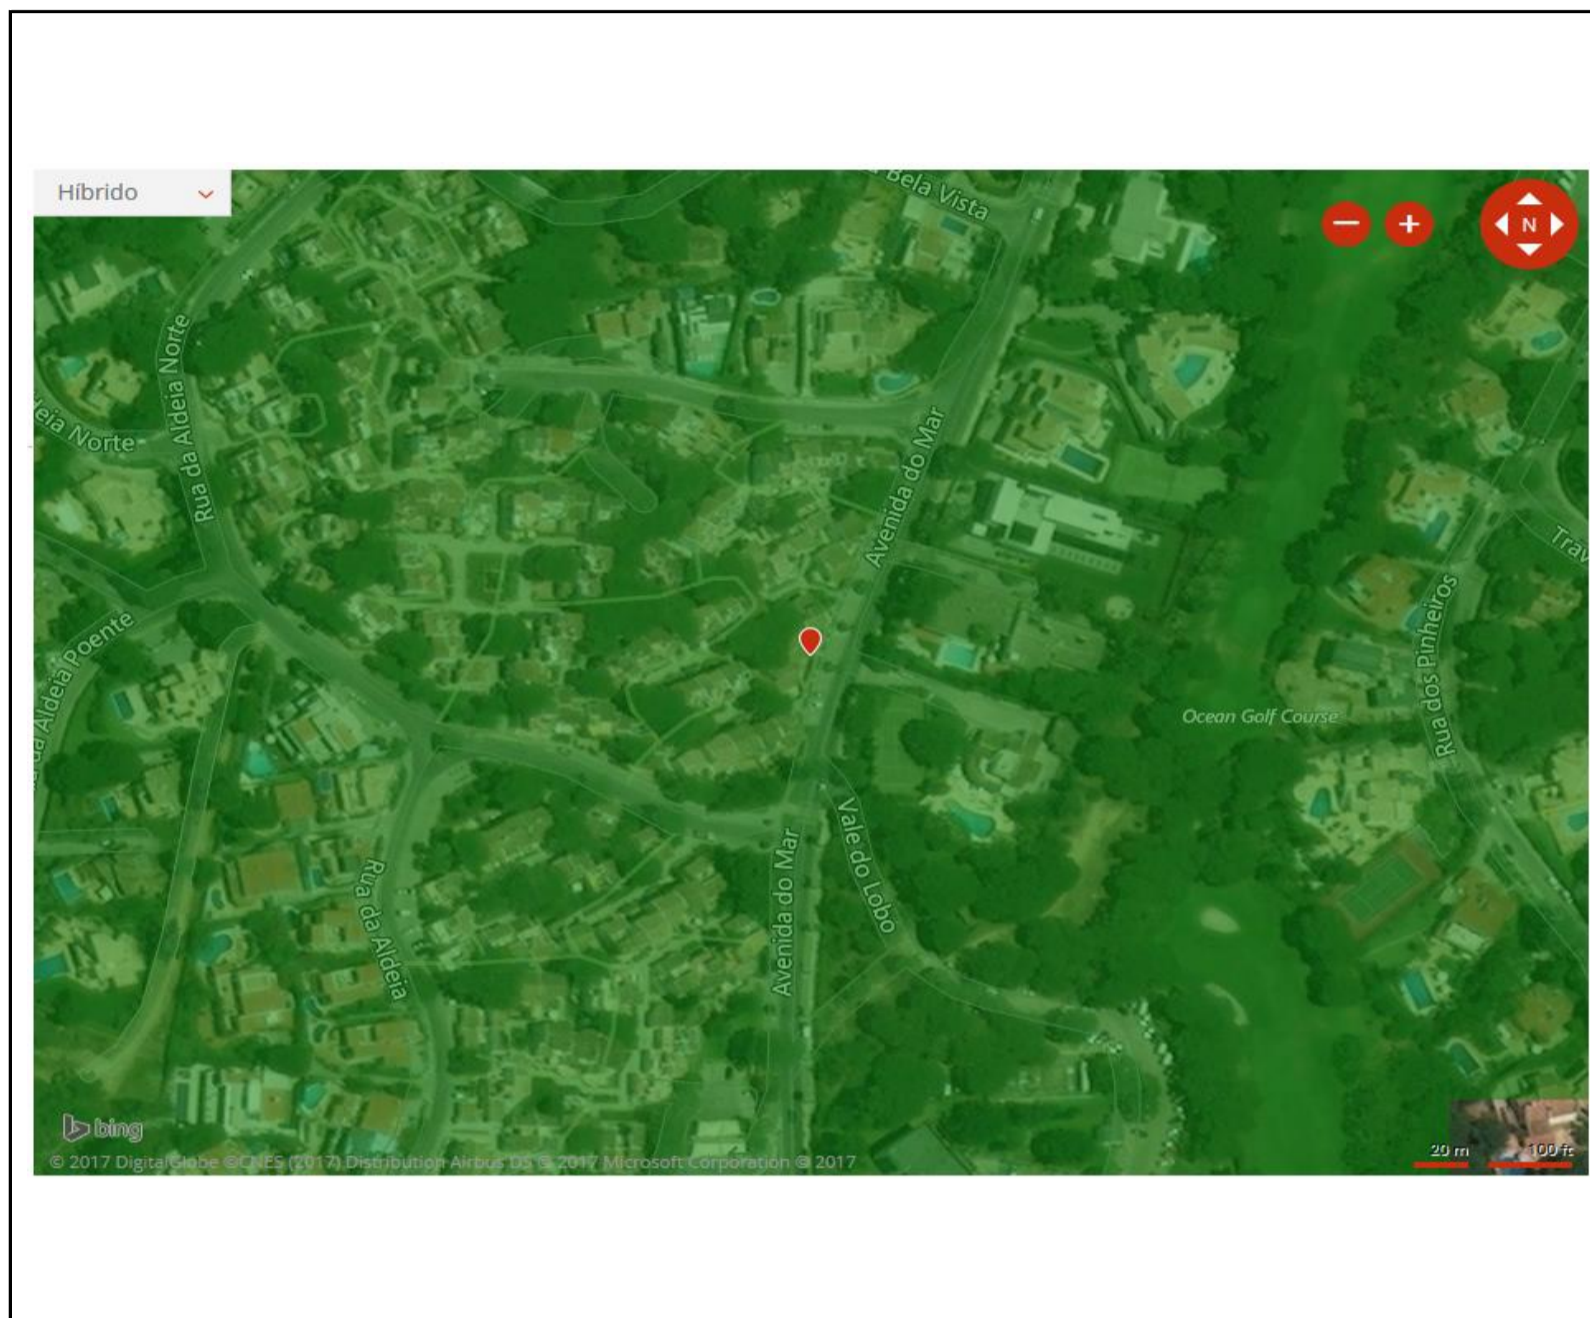 Híbrido
Bela Vista
N
Rua da Aldeia Norte
Norte
Avenida do Mar
Aldeia Poente
Rua dos Pinheiros
Ocean Golf Course
Vale do Lobo
Avenida do Mar
Rua da Aldeia
bing
20 m 100 ft
© 2017 DigitalGlobe ©CNES (2017) Distribution Airbus DS © 2017 Microsoft Corporation © 2017